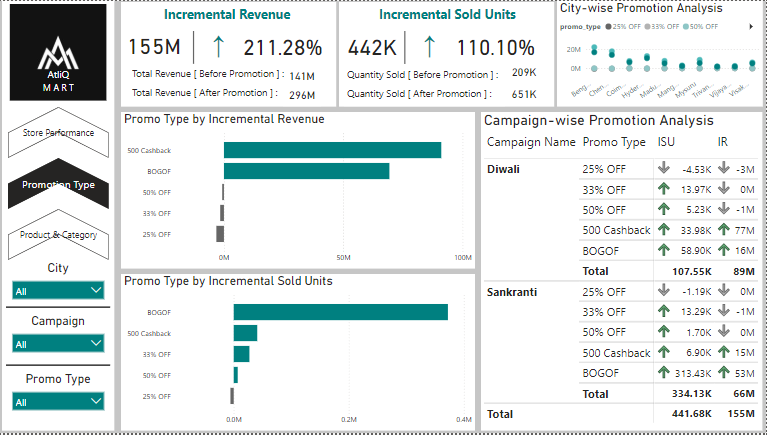 AtliQ
MART
Store Performance
Promotion Type
Product & Category
City
All
Campaign
All
Promo Type
All
Incremental Revenue
155M ↑ 211.28%
Total Revenue [ Before Promotion ] : 141M
Total Revenue [ After Promotion ] : 296M
Incremental Sold Units
442K ↑ 110.10%
Quantity Sold [ Before Promotion ] : 209K
Quantity Sold [ After Promotion ] : 651K
City-wise Promotion Analysis
promo_type 25% OFF 33% OFF 50% OFF
20M
0M
Beng... Chen... Coim... Hyder... Madu... Mang... Mysuru Trivan... Vijaya... Visak...
Promo Type by Incremental Revenue
500 Cashback
BOGOF
50% OFF
33% OFF
25% OFF
0M 50M 100M
Promo Type by Incremental Sold Units
BOGOF
500 Cashback
33% OFF
50% OFF
25% OFF
0.0M 0.2M 0.4M
Campaign-wise Promotion Analysis
Campaign Name Promo Type ISU IR
Diwali 25% OFF ↓ -4.53K ↓ -3M
33% OFF ↑ 13.97K ↓ 0M
50% OFF ↑ 5.23K ↓ -1M
500 Cashback ↑ 33.98K ↑ 77M
BOGOF ↑ 58.90K ↑ 16M
Total 107.55K 89M
Sankranti 25% OFF ↓ -1.19K ↓ 0M
33% OFF ↑ 13.29K ↓ -1M
50% OFF ↑ 1.70K ↓ 0M
500 Cashback ↑ 6.90K ↑ 15M
BOGOF ↑ 313.43K ↑ 53M
Total 334.13K 66M
Total 441.68K 155M